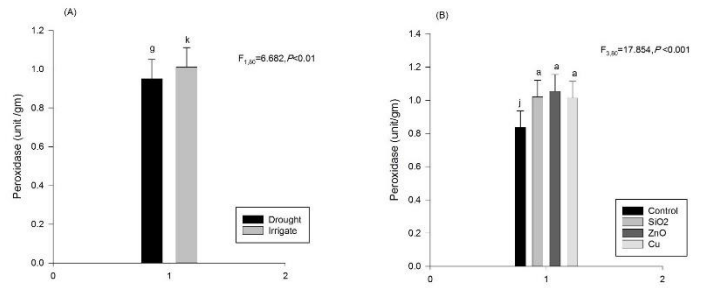 (A)
F1,60=6.682,P<0.01
g
k
Peroxidase (unit /gm)
1.2
1.0
0.8
0.6
0.4
0.2
0.0
0
1
2
Drought
Irrigate
(B)
F3,60=17.854,P<0.001
j
a
a
a
Peroxidase (unit/gm)
1.4
1.2
1.0
0.8
0.6
0.4
0.2
0.0
0
1
2
Control
SiO2
ZnO
Cu